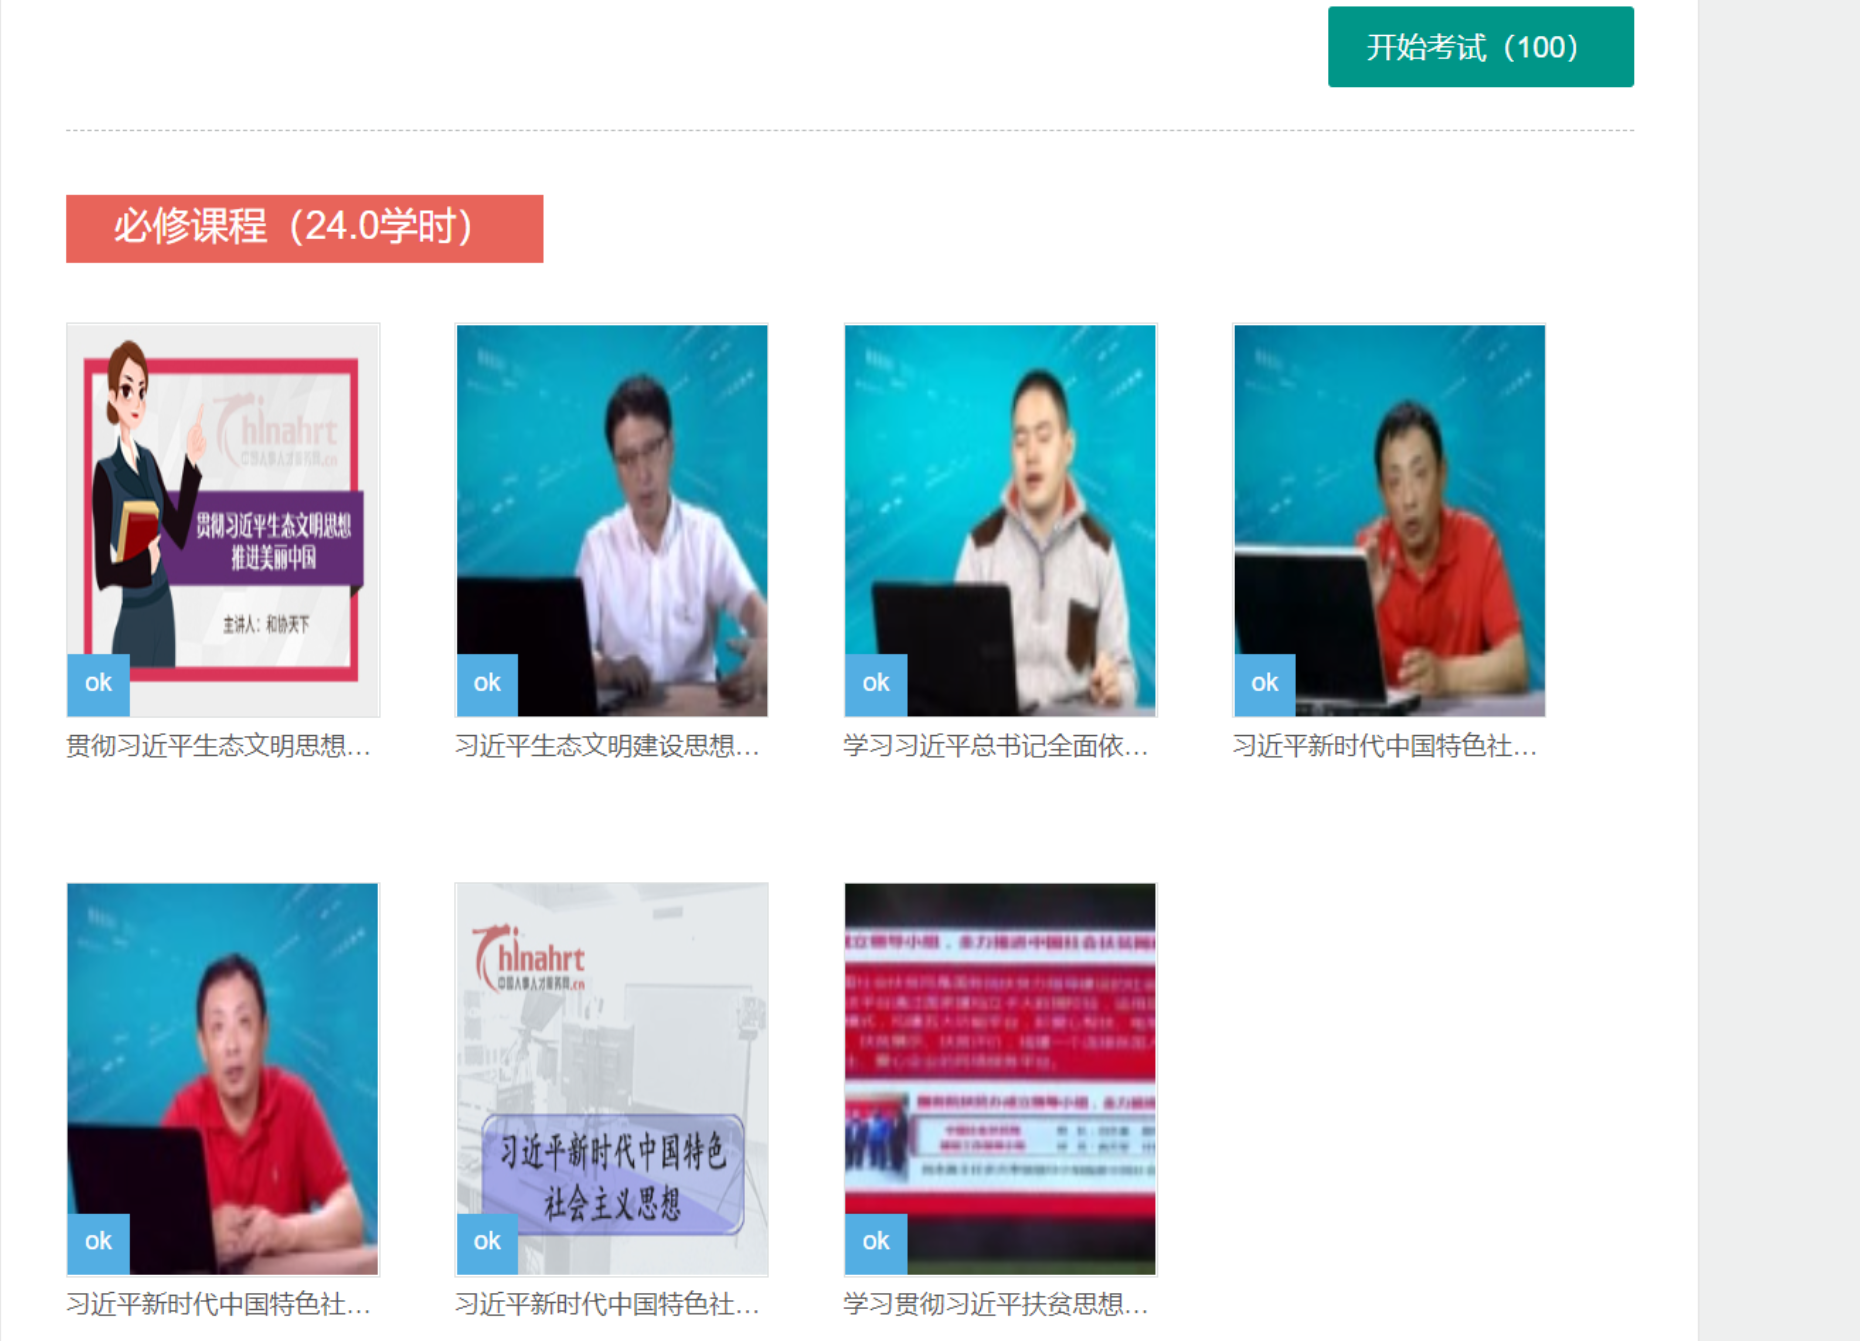 开始考试（100）
必修课程（24.0学时）
hinahrt
中国人事人才服务网.cn
贯彻习近平生态文明思想
推进美丽中国
主讲人：和协天下
ok
ok
ok
ok
贯彻习近平生态文明思想...
习近平生态文明建设思想...
学习习近平总书记全面依...
习近平新时代中国特色社...
hinahrt
中国人事人才服务网.cn
习近平新时代中国特色
社会主义思想
ok
ok
ok
习近平新时代中国特色社...
习近平新时代中国特色社...
学习贯彻习近平扶贫思想...